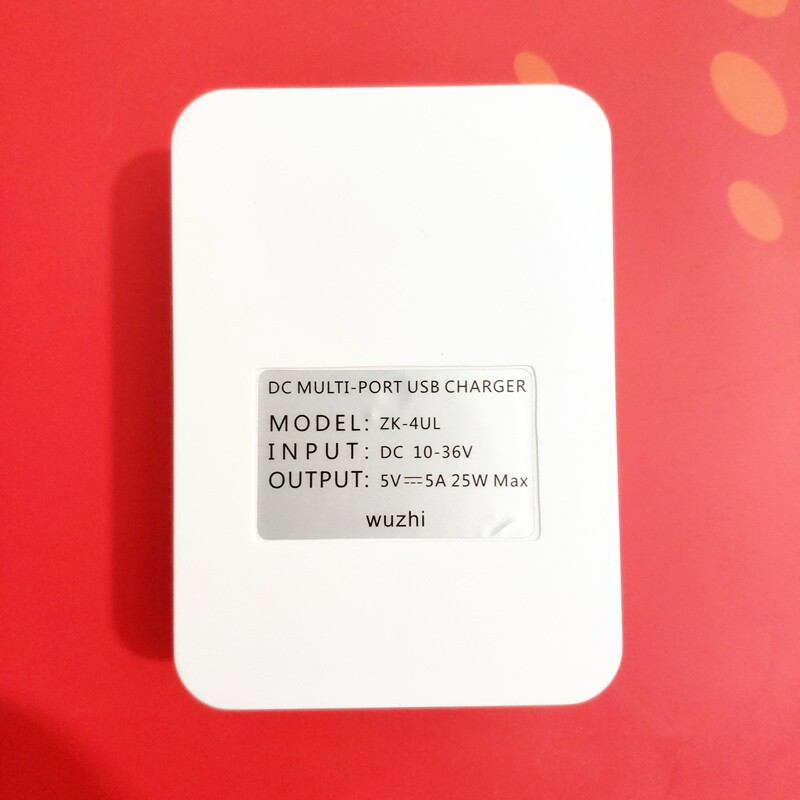 DC MULTI-PORT USB CHARGER
MODEL: ZK-4UL
INPUT: DC 10-36V
OUTPUT: 5V⎓5A 25W Max
wuzhi